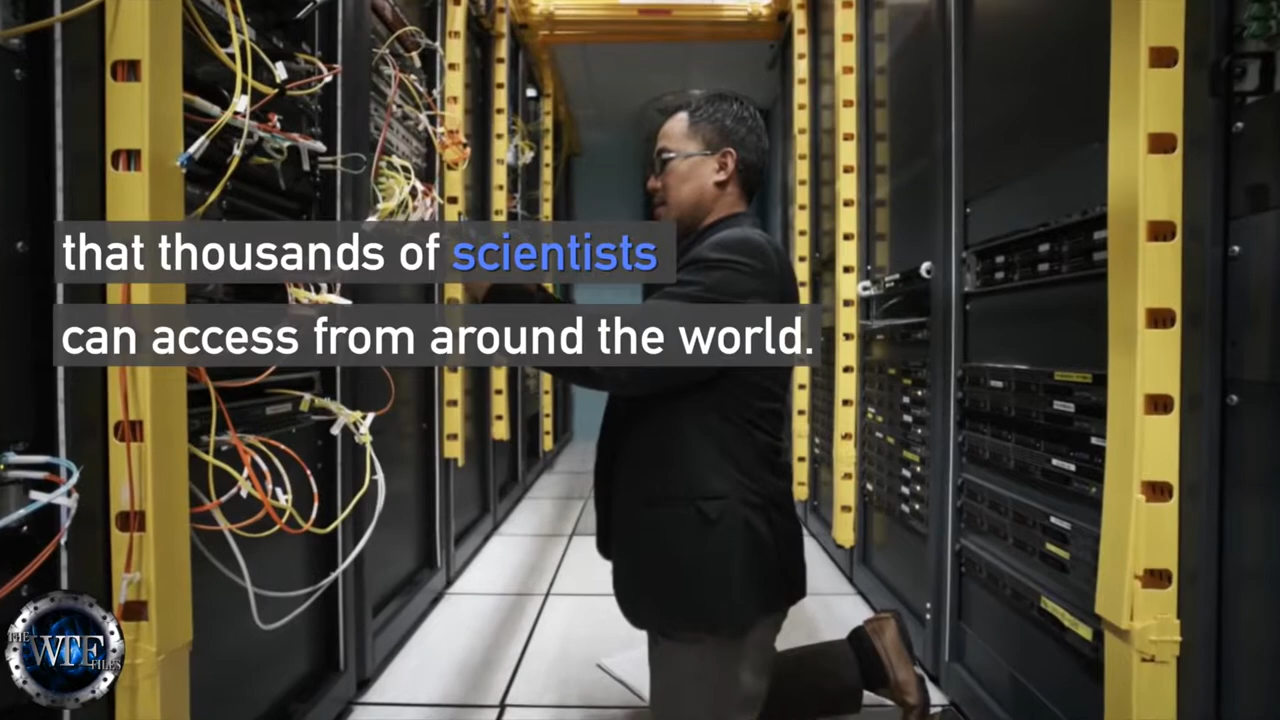 that thousands of scientists
can access from around the world.
THE
WTF
FILES